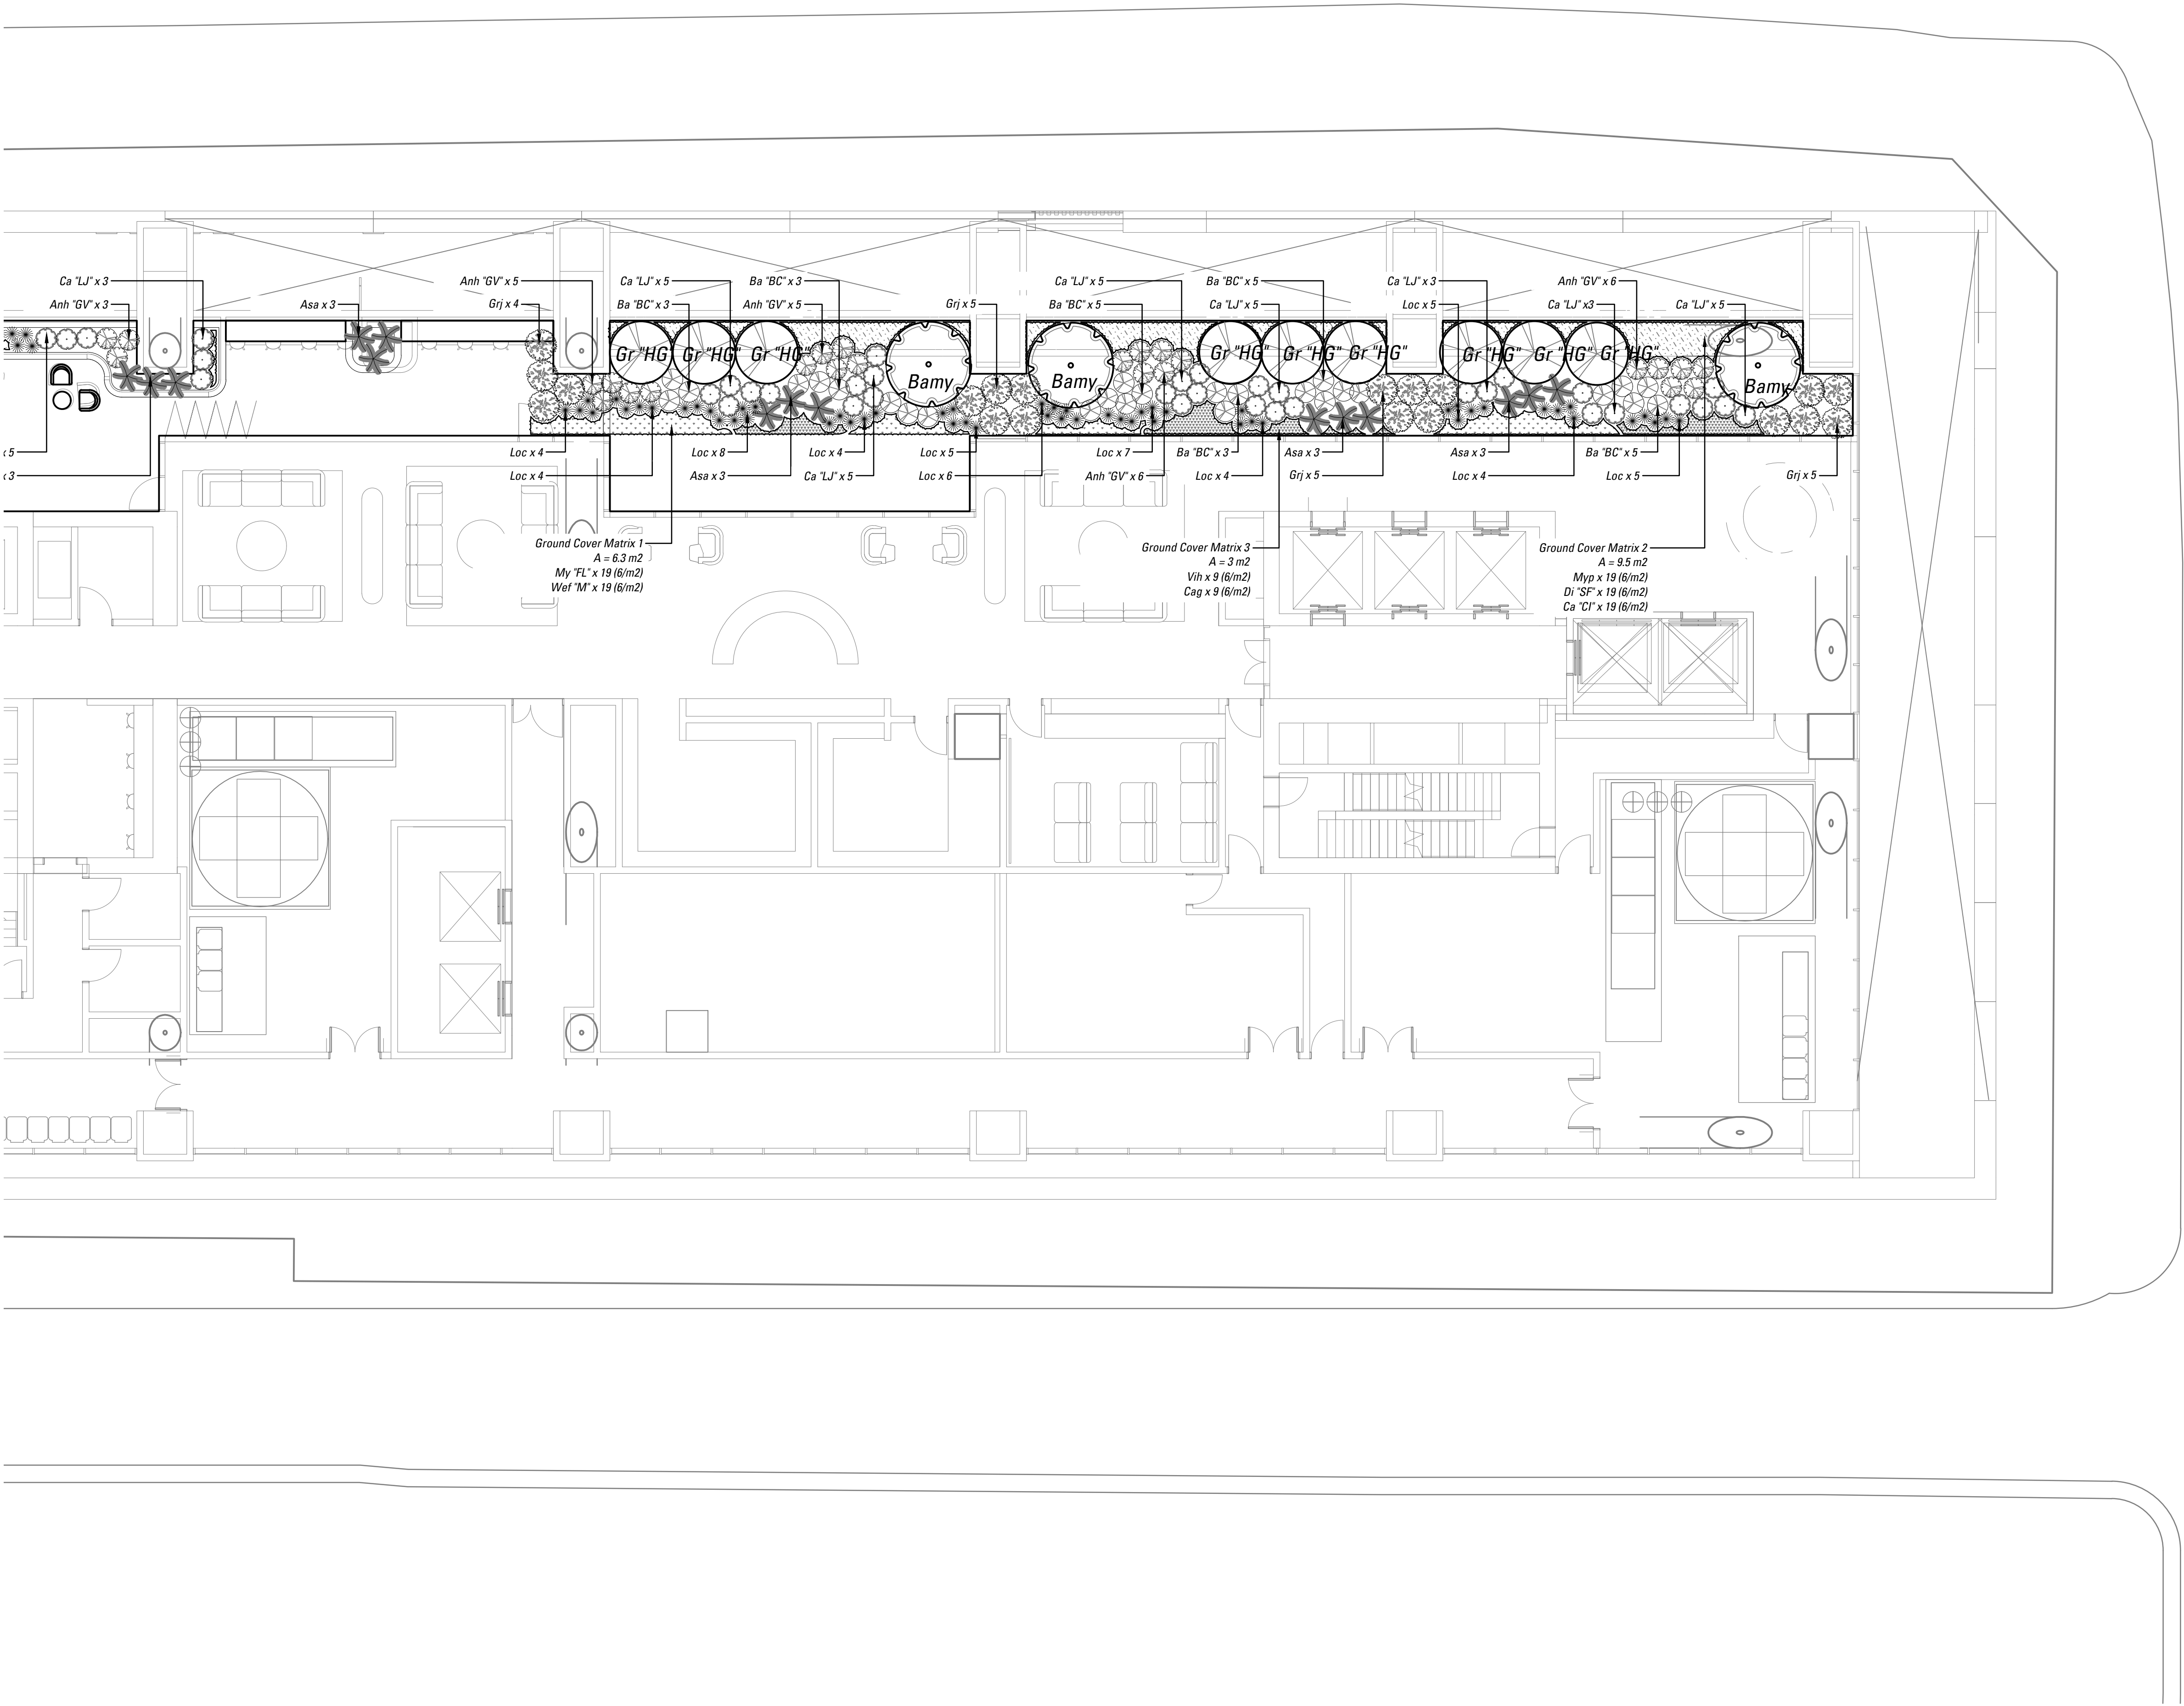 Ca "LJ" x 3
Anh "GV" x 5
Ca "LJ" x 5
Ba "BC" x 3
Ca "LJ" x 5
Ba "BC" x 5
Ca "LJ" x 3
Anh "GV" x 6
Anh "GV" x 3
Asa x 3
Grj x 4
Ba "BC" x 3
Anh "GV" x 5
Grj x 5
Ba "BC" x 5
Ca "LJ" x 5
Loc x 5
Ca "LJ" x3
Ca "LJ" x 5
Gr "HG"
Gr "HG"
Gr "HG"
Bamy
Bamy
Gr "HG"
Gr "HG"
Gr "HG"
Gr "HG"
Gr "HG"
Gr "HG"
Bamy
x 5
Loc x 4
Loc x 8
Loc x 4
Loc x 5
Loc x 7
Ba "BC" x 3
Asa x 3
Asa x 3
Ba "BC" x 5
x 3
Loc x 4
Asa x 3
Ca "LJ" x 5
Loc x 6
Anh "GV" x 6
Loc x 4
Grj x 5
Loc x 4
Loc x 5
Grj x 5
Ground Cover Matrix 1
A = 6.3 m2
My "FL" x 19 (6/m2)
Wef "M" x 19 (6/m2)
Ground Cover Matrix 3
A = 3 m2
Vih x 9 (6/m2)
Cag x 9 (6/m2)
Ground Cover Matrix 2
A = 9.5 m2
Myp x 19 (6/m2)
Di "SF" x 19 (6/m2)
Ca "CI" x 19 (6/m2)